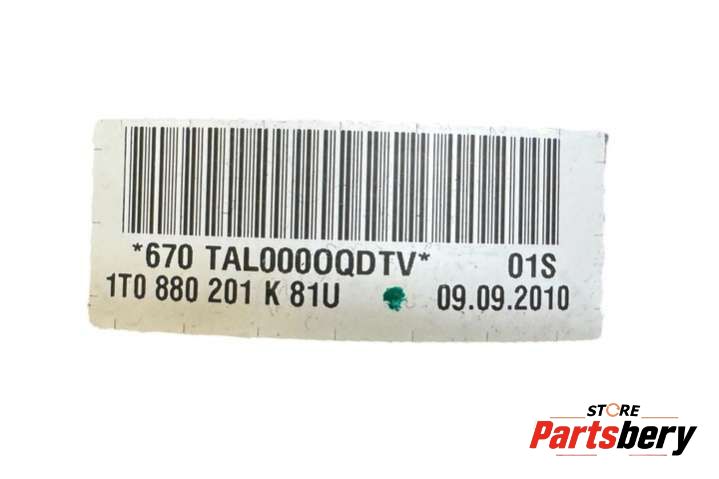 *670 TAL0000QDTV* 01S
1T0 880 201 K 81U 09.09.2010
STORE
Partsbery